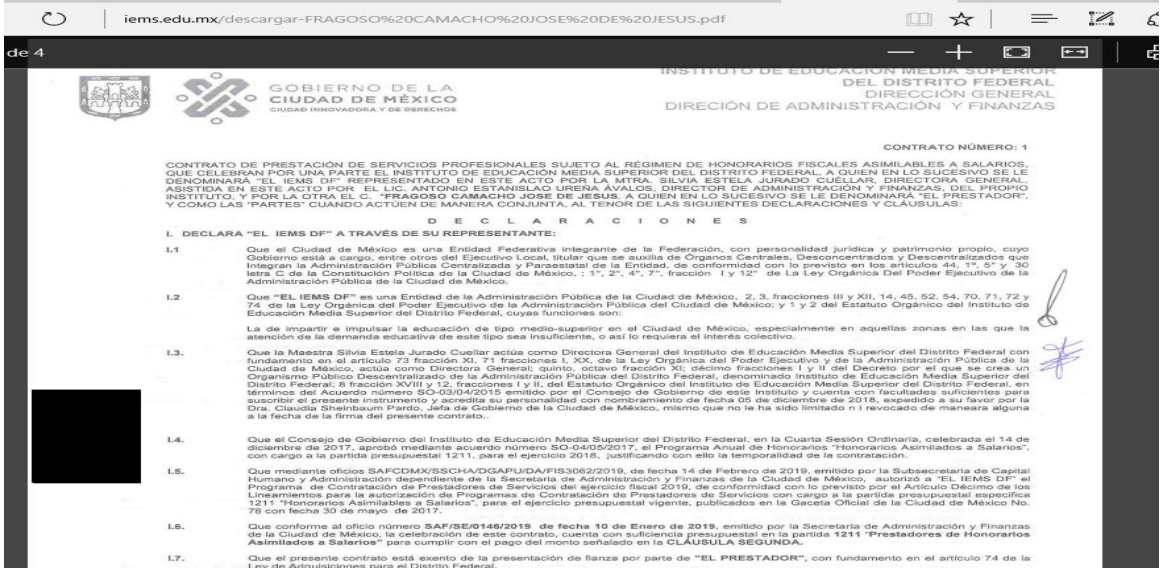 iems.edu.mx/descargar-FRAGOSO%20CAMACHO%20JOSE%20DE%20JESUS.pdf
de 4
GOBIERNO DE LA
CIUDAD DE MÉXICO
CIUDAD INNOVADORA Y DE DERECHOS
INSTITUTO DE EDUCACIÓN MEDIA SUPERIOR
DEL DISTRITO FEDERAL
DIRECCIÓN GENERAL
DIRECIÓN DE ADMINISTRACIÓN Y FINANZAS
CONTRATO NÚMERO: 1
CONTRATO DE PRESTACIÓN DE SERVICIOS PROFESIONALES SUJETO AL RÉGIMEN DE HONORARIOS FISCALES ASIMILABLES A SALARIOS,
QUE CELEBRAN POR UNA PARTE EL INSTITUTO DE EDUCACIÓN MEDIA SUPERIOR DEL DISTRITO FEDERAL, A QUIEN EN LO SUCESIVO SE LE
DENOMINARÁ "EL IEMS DF" REPRESENTADO EN ESTE ACTO POR LA MTRA. SILVIA ESTELA JURADO CUÉLLAR, DIRECTORA GENERAL,
ASISTIDA EN ESTE ACTO POR EL LIC. ANTONIO ESTANISLAO UREÑA ÁVALOS, DIRECTOR DE ADMINISTRACIÓN Y FINANZAS, DEL PROPIO
INSTITUTO, Y POR LA OTRA EL C. "FRAGOSO CAMACHO JOSE DE JESUS, A QUIEN EN LO SUCESIVO SE LE DENOMINARÁ "EL PRESTADOR",
Y COMO LAS "PARTES" CUANDO ACTÚEN DE MANERA CONJUNTA, AL TENOR DE LAS SIGUIENTES DECLARACIONES Y CLÁUSULAS:
D E C L A R A C I O N E S
I. DECLARA "EL IEMS DF" A TRAVÉS DE SU REPRESENTANTE:
I.1 Que el Ciudad de México es una Entidad Federativa integrante de la Federación, con personalidad jurídica y patrimonio propio, cuyo
Gobierno está a cargo, entre otros del Ejecutivo Local, titular que se auxilia de Órganos Centrales, Desconcentrados y Descentralizados que
Integran la Administración Pública Centralizada y Paraestatal de la Entidad, de conformidad con lo previsto en los artículos 44, 1°, 5° y 30
letra C de la Constitución Política de la Ciudad de México, ; 1°, 2°, 4°, 7°, fracción I y 12° de La Ley Orgánica Del Poder Ejecutivo de la
Administración Pública de la Ciudad de México.
I.2 Que "EL IEMS DF" es una Entidad de la Administración Pública de la Ciudad de México, 2, 3, fracciones III y XII, 14, 45, 52, 54, 70, 71, 72 y
74 de la Ley Orgánica del Poder Ejecutivo de la Administración Pública del Ciudad de México; y 1 y 2 del Estatuto Orgánico del Instituto de
Educación Media Superior del Distrito Federal, cuyas funciones son:
La de impartir e impulsar la educación de tipo medio-superior en el Ciudad de México, especialmente en aquellas zonas en las que la
atención de la demanda educativa de este tipo sea insuficiente, o así lo requiera el interés colectivo.
I.3. Que la Maestra Silvia Estela Jurado Cuellar actúa como Directora General del Instituto de Educación Media Superior del Distrito Federal con
fundamento en el artículo 73 fracción XI, 71 fracciones I, XX, de la Ley Orgánica del Poder Ejecutivo y de la Administración Pública de la
Ciudad de México, actúa como Directora General; quinto, octavo fracción XI; décimo fracciones I y II del Decreto por el que se crea un
Organismo Público Descentralizado de la Administración Pública del Distrito Federal, denominado Instituto de Educación Media Superior del
Distrito Federal; 8 fracción XVIII y 12, fracciones I y II, del Estatuto Orgánico del Instituto de Educación Media Superior del Distrito Federal, en
términos del Acuerdo número SO-03/04/2015 emitido por el Consejo de Gobierno de este Instituto y cuenta con facultades suficientes para
suscribir el presente instrumento y acredita su personalidad con nombramiento de fecha 05 de diciembre de 2018, expedido a su favor por la
Dra. Claudia Sheinbaum Pardo, Jefa de Gobierno de la Ciudad de México, mismo que no le ha sido limitado n i revocado de maneara alguna
a la fecha de la firma del presente contrato..
I.4. Que el Consejo de Gobierno del Instituto de Educación Media Superior del Distrito Federal, en la Cuarta Sesión Ordinaria, celebrada el 14 de
diciembre de 2017, aprobó mediante acuerdo número SO-04/05/2017, el Programa Anual de Honorarios "Honorarios Asimilados a Salarios",
con cargo a la partida presupuestal 1211, para el ejercicio 2018, justificando con ello la temporalidad de la contratación.
I.5. Que mediante oficios SAFCDMX/SSCHA/DGAPU/DA/FIS3062/2019, de fecha 14 de Febrero de 2019, emitido por la Subsecretaria de Capital
Humano y Administración dependiente de la Secretaría de Administración y Finanzas de la Ciudad de México, autorizó a "EL IEMS DF" el
Programa de Contratación de Prestadores de Servicios del ejercicio fiscal 2019, de conformidad con lo previsto por el Artículo Décimo de los
Lineamientos para la autorización de Programas de Contratación de Prestadores de Servicios con cargo a la partida presupuestal específica
1211 "Honorarios Asimilables a Salarios", para el ejercicio presupuestal vigente, publicados en la Gaceta Oficial de la Ciudad de México No.
78 con fecha 30 de mayo de 2017.
I.6. Que conforme al oficio número SAF/SE/0146/2019 de fecha 10 de Enero de 2019, emitido por la Secretaría de Administración y Finanzas
de la Ciudad de México, la celebración de este contrato, cuenta con suficiencia presupuestal en la partida 1211 "Prestadores de Honorarios
Asimilados a Salarios" para cumplir con el pago del monto señalado en la CLÁUSULA SEGUNDA.
I.7. Que el presente contrato está exento de la presentación de fianza por parte de "EL PRESTADOR", con fundamento en el artículo 74 de la
Ley de Adquisiciones para el Distrito Federal.